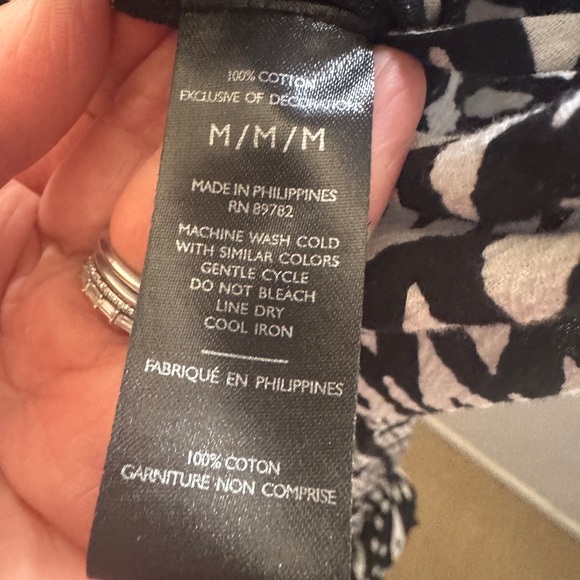 100% COTTON
EXCLUSIVE OF DECORATIONS
M/M/M
MADE IN PHILIPPINES
RN 89782
MACHINE WASH COLD
WITH SIMILAR COLORS
GENTLE CYCLE
DO NOT BLEACH
LINE DRY
COOL IRON
FABRIQUÉ EN PHILIPPINES
100% COTON
GARNITURE NON COMPRISE